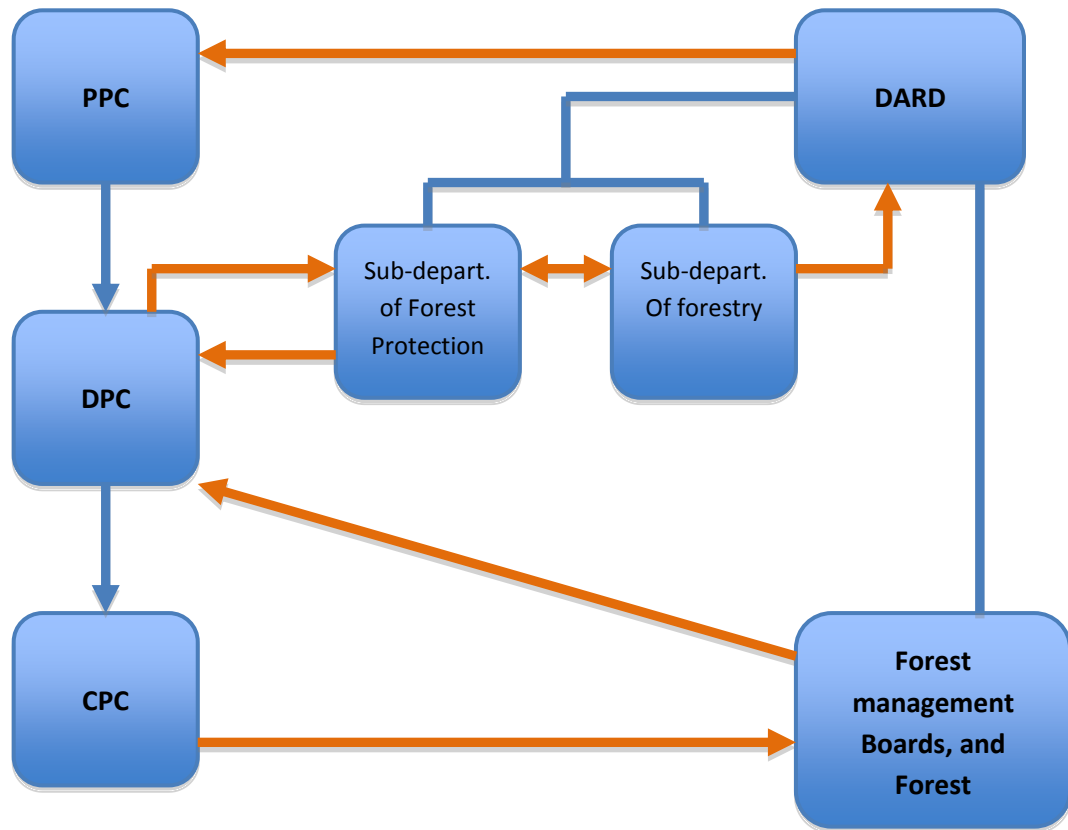 PPC
DARD
Sub-depart.
of Forest
Protection
Sub-depart.
Of forestry
DPC
CPC
Forest
management
Boards, and
Forest